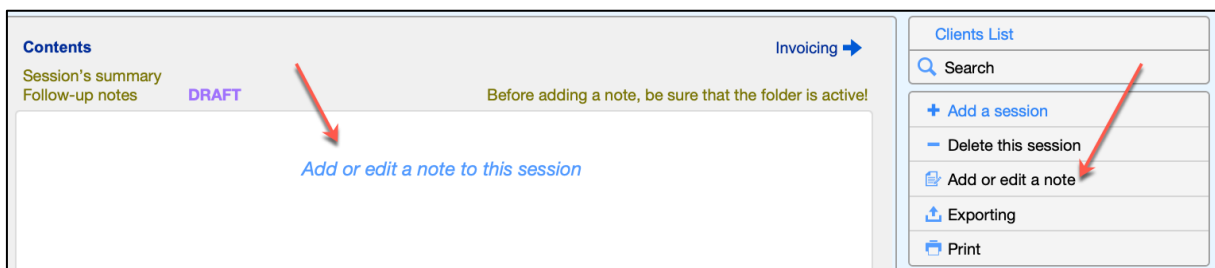 Contents
Invoicing
Session's summary
Follow-up notes DRAFT Before adding a note, be sure that the folder is active!
Add or edit a note to this session
Clients List
Search
Add a session
Delete this session
Add or edit a note
Exporting
Print